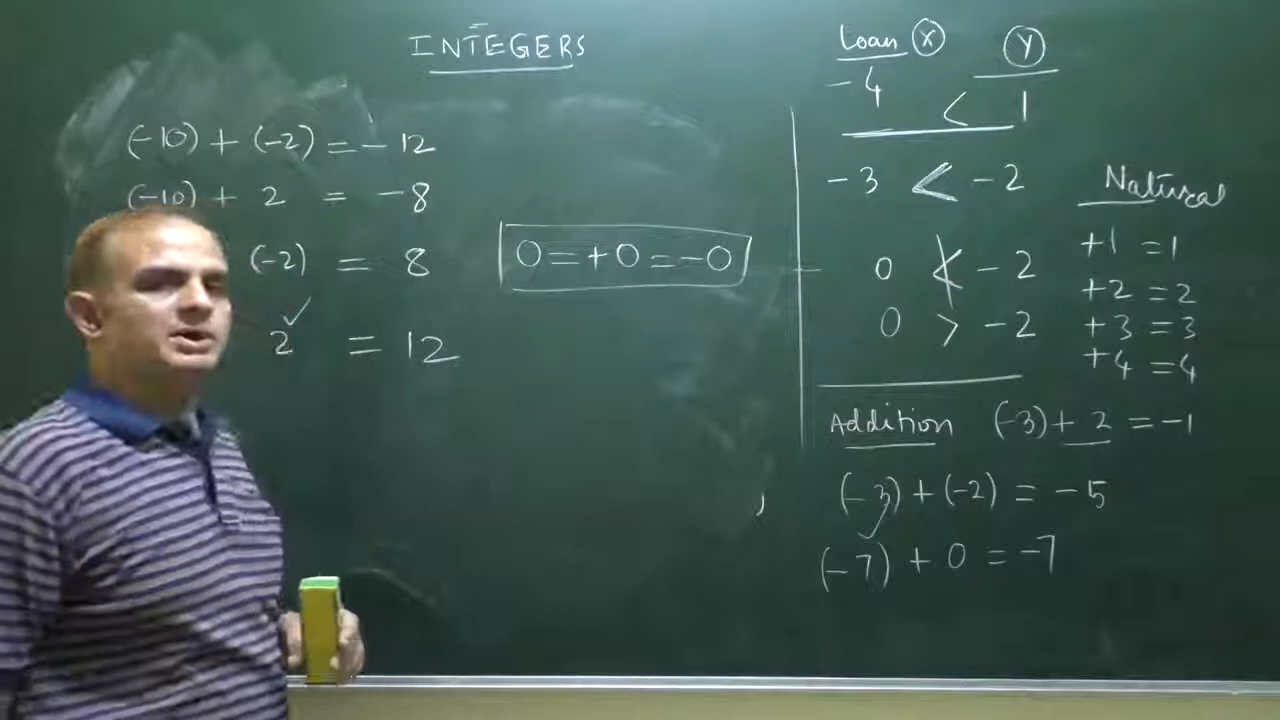 INTEGERS
(-10) + (-2) = -12
(-10) + 2 = -8
(-2) = 8
2 ✓ = 12
0 = +0 = -0
Loan X Y
-4 < 1
-3 < -2
0 ≮ -2
0 > -2
Natural
+1 = 1
+2 = 2
+3 = 3
+4 = 4
Addition (-3) + 2 = -1
(-3) + (-2) = -5
(-7) + 0 = -7